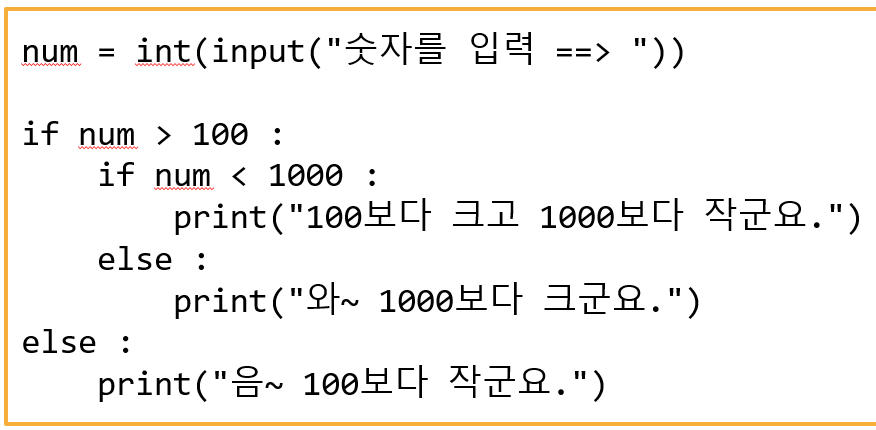 num = int(input("숫자를 입력 ==> "))
if num > 100 :
    if num < 1000 :
        print("100보다 크고 1000보다 작군요.")
    else :
        print("와~ 1000보다 크군요.")
else :
    print("음~ 100보다 작군요.")